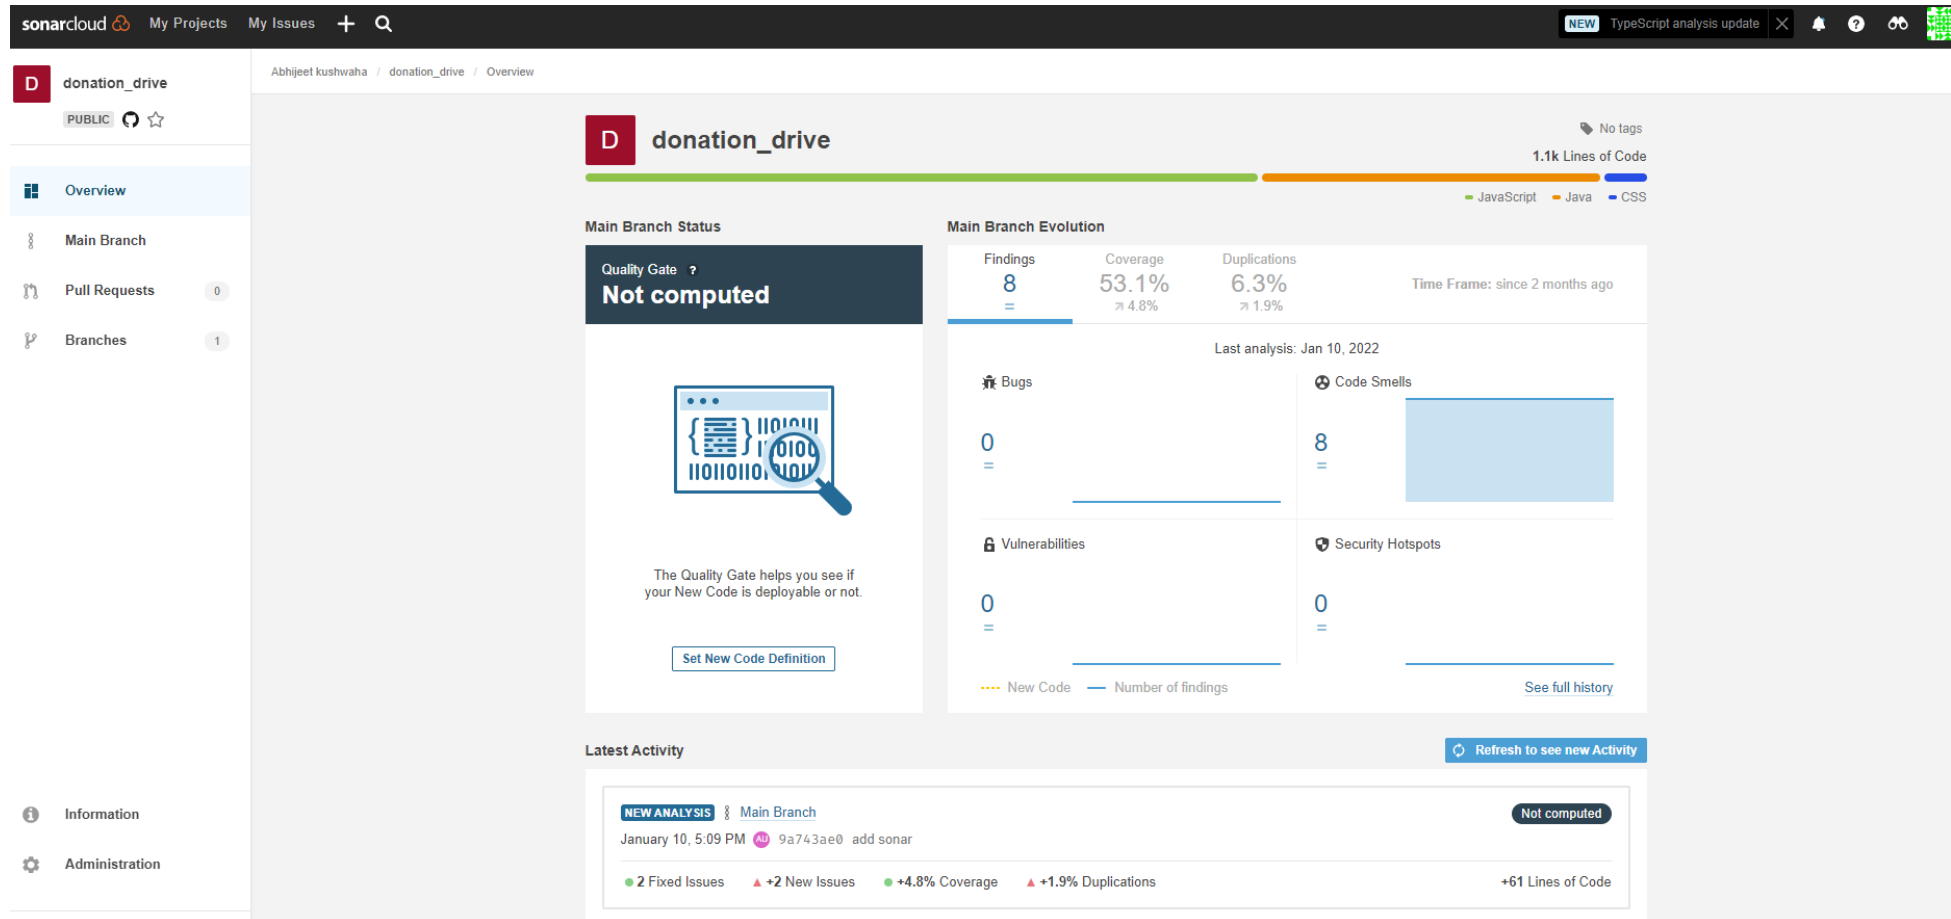 sonarcloud My Projects My Issues
NEW TypeScript analysis update
D donation_drive
PUBLIC
Overview
Main Branch
Pull Requests 0
Branches 1
Information
Administration
Abhijeet kushwaha / donation_drive / Overview
D donation_drive
No tags
1.1k Lines of Code
JavaScript Java CSS
Main Branch Status
Quality Gate ?
Not computed
The Quality Gate helps you see if
your New Code is deployable or not.
Set New Code Definition
Main Branch Evolution
Findings Coverage Duplications
8 53.1% 6.3%
= 4.8% 1.9%
Time Frame: since 2 months ago
Last analysis: Jan 10, 2022
Bugs
0
=
Code Smells
8
=
Vulnerabilities
0
=
Security Hotspots
0
=
New Code Number of findings
See full history
Latest Activity
Refresh to see new Activity
NEW ANALYSIS Main Branch
Not computed
January 10, 5:09 PM AU 9a743ae0 add sonar
2 Fixed Issues +2 New Issues +4.8% Coverage +1.9% Duplications
+61 Lines of Code